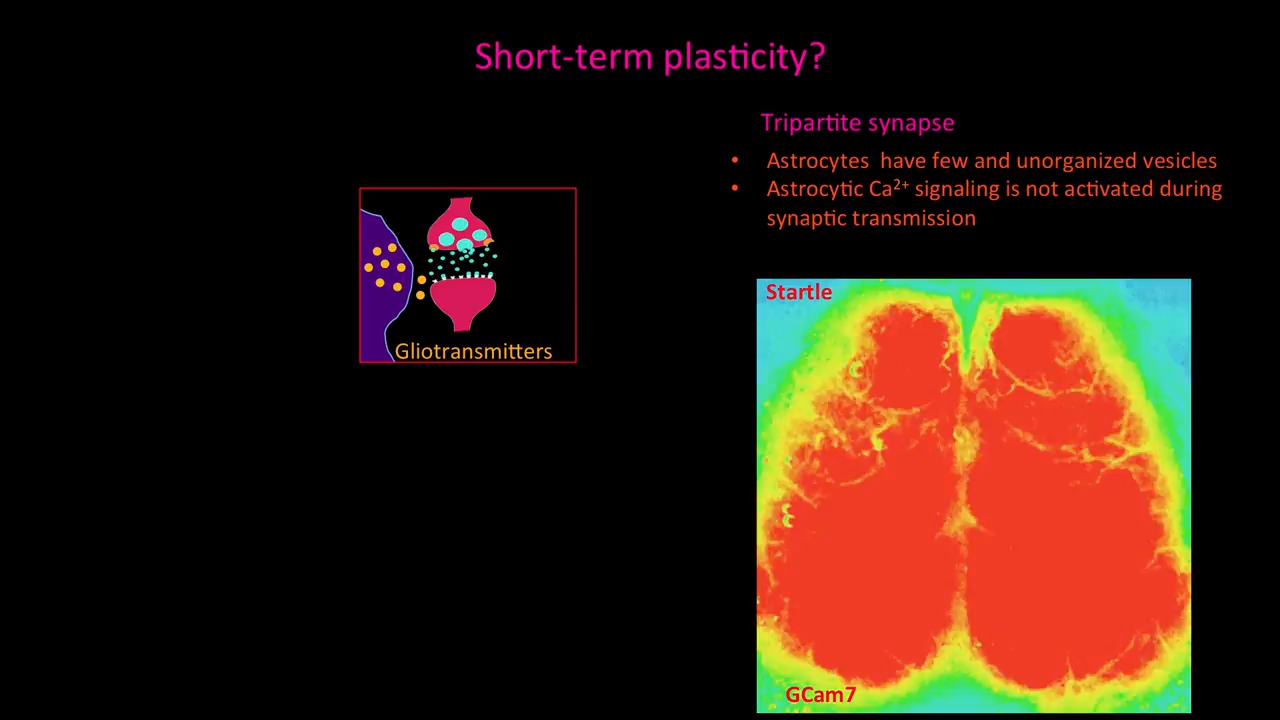 Short-term plasticity?
Tripartite synapse
• Astrocytes have few and unorganized vesicles
• Astrocytic Ca²⁺ signaling is not activated during
synaptic transmission
Gliotransmitters
Startle
GCam7